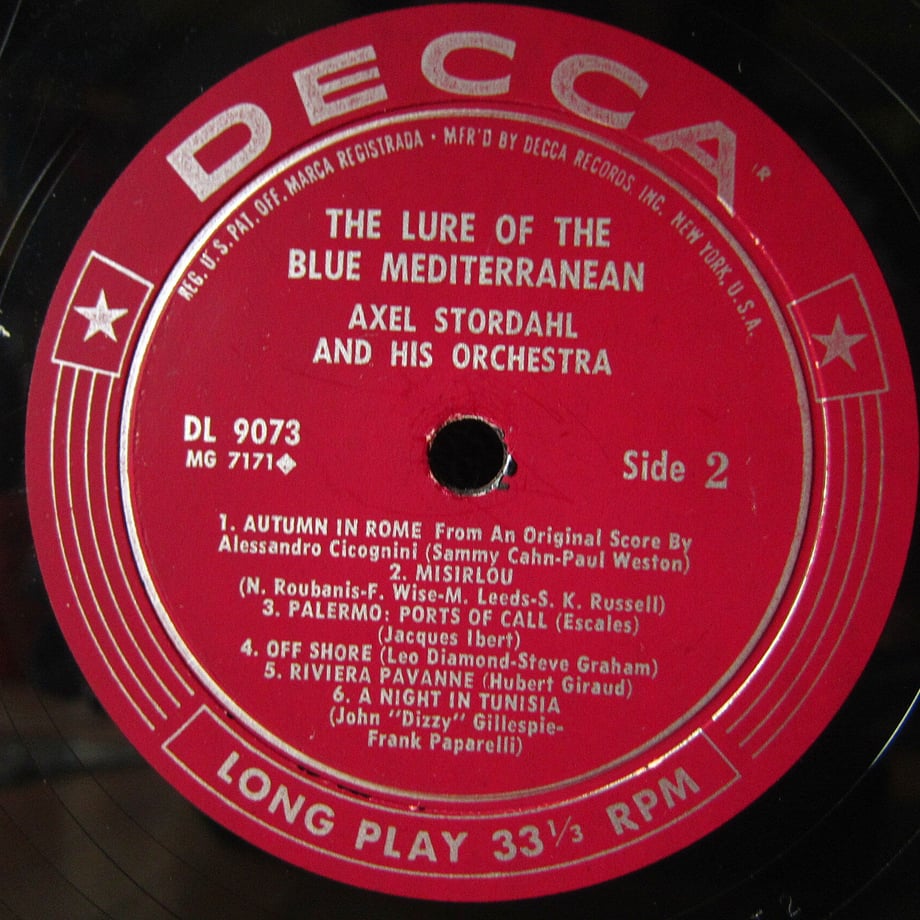 DECCA
®
REG. U.S. PAT. OFF. MARCA REGISTRADA • MFR'D BY DECCA RECORDS INC. NEW YORK, U.S.A.
THE LURE OF THE
BLUE MEDITERRANEAN
AXEL STORDAHL
AND HIS ORCHESTRA
DL 9073
MG 7171◆
Side 2
1. AUTUMN IN ROME From An Original Score By
Alessandro Cicognini (Sammy Cahn-Paul Weston)
2. MISIRLOU
(N. Roubanis-F. Wise-M. Leeds-S. K. Russell)
3. PALERMO: PORTS OF CALL (Escales)
(Jacques Ibert)
4. OFF SHORE (Leo Diamond-Steve Graham)
5. RIVIERA PAVANNE (Hubert Giraud)
6. A NIGHT IN TUNISIA
(John "Dizzy" Gillespie-
Frank Paparelli)
LONG PLAY 33⅓ RPM
2